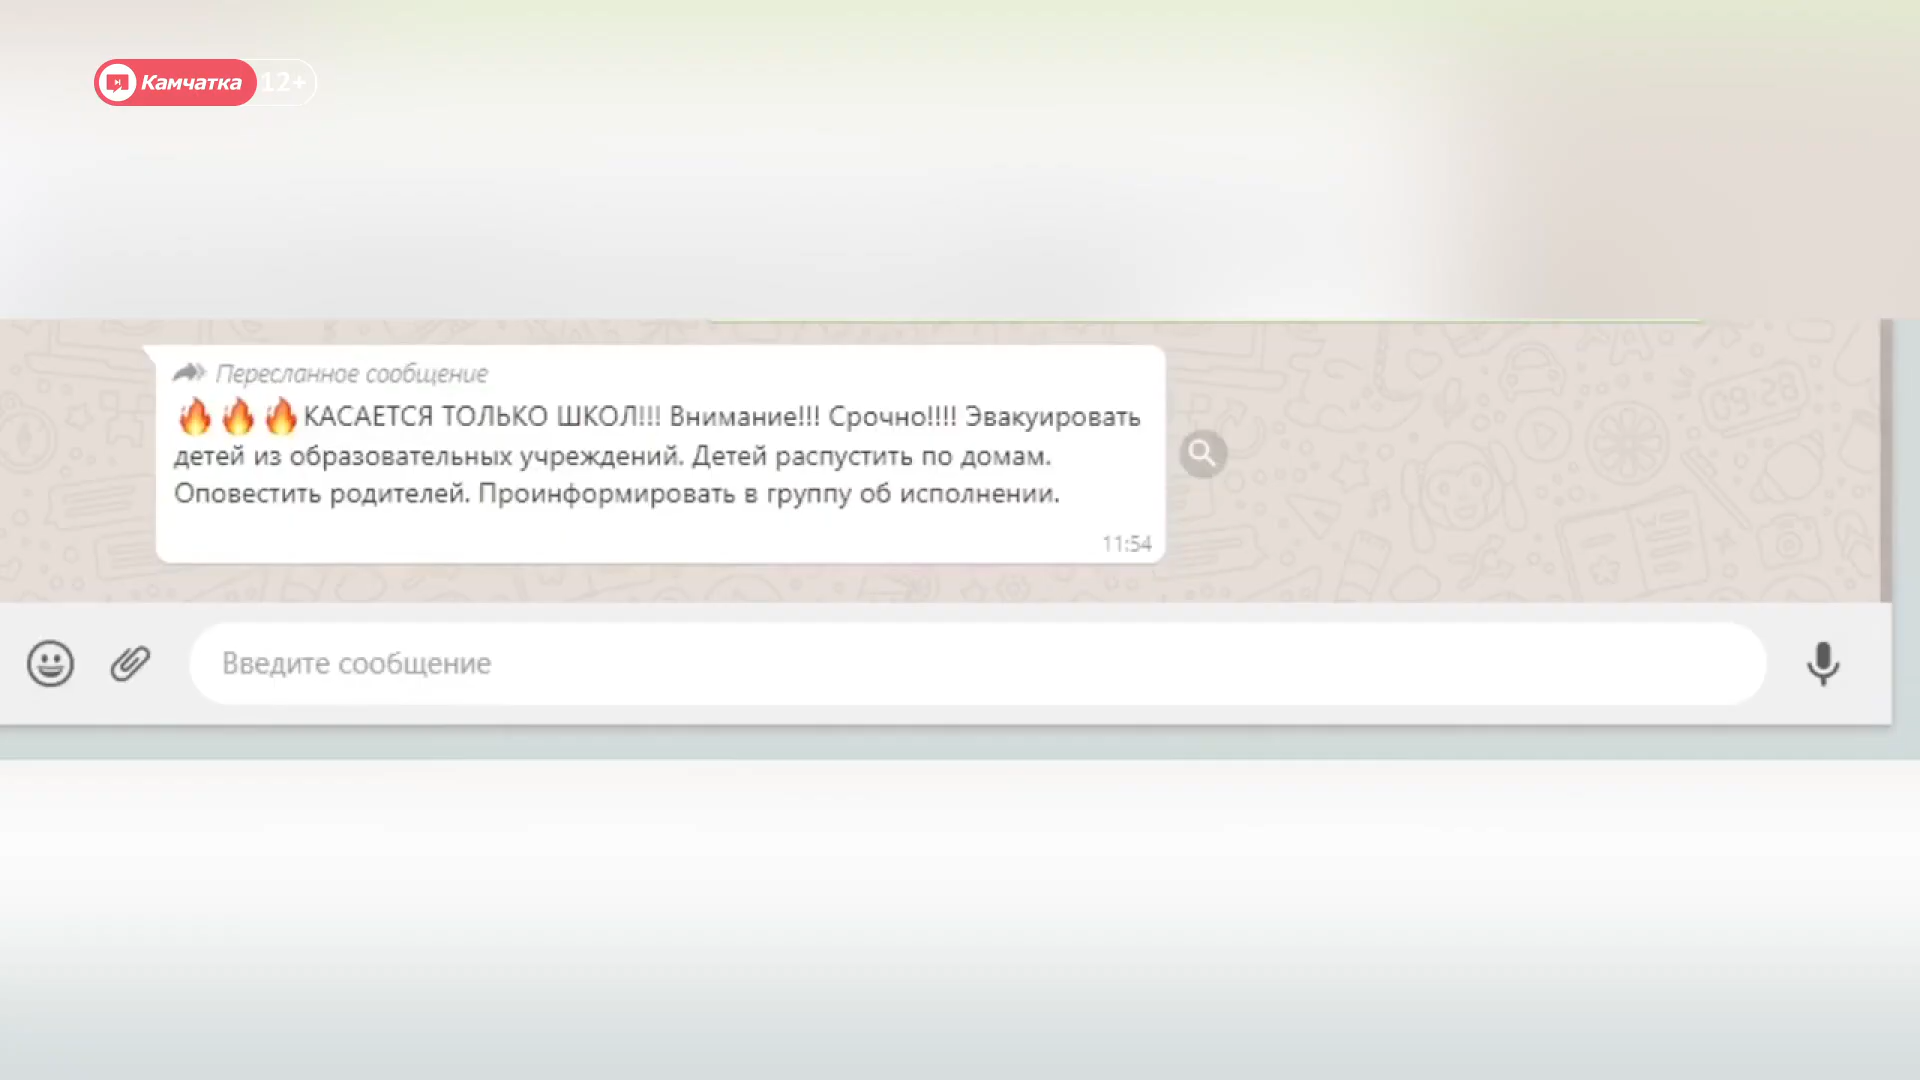 Камчатка 12+
Пересланное сообщение
🔥🔥🔥КАСАЕТСЯ ТОЛЬКО ШКОЛ!!! Внимание!!! Срочно!!!! Эвакуировать
детей из образовательных учреждений. Детей распустить по домам.
Оповестить родителей. Проинформировать в группу об исполнении.
11:54
Введите сообщение